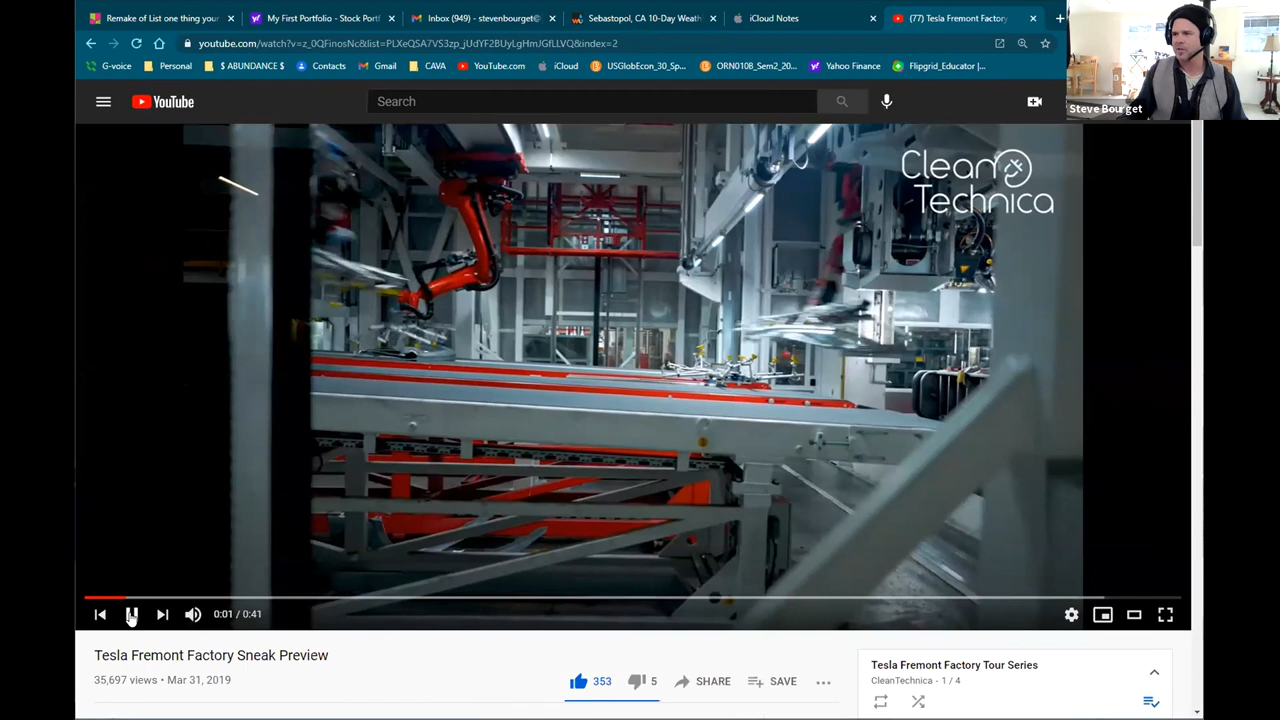 Remake of List one thing your
My First Portfolio - Stock Portf
Inbox (949) - stevenbourget@
Sebastopol, CA 10-Day Weath
iCloud Notes
(77) Tesla Fremont Factory
youtube.com/watch?v=z_0QFinosNc&list=PLXeQSA7VS3zp_jUdYF2BUyLgHmJGfLLVQ&index=2
G-voice
Personal
$ ABUNDANCE $
Contacts
Gmail
CAVA
YouTube.com
iCloud
USGlobEcon_30_Sp...
ORN010B_Sem2_20...
Yahoo Finance
Flipgrid_Educator |...
Steve Bourget
YouTube
Search
Clean
Technica
0:01 / 0:41
Tesla Fremont Factory Sneak Preview
35,697 views • Mar 31, 2019
353
5
SHARE
SAVE
Tesla Fremont Factory Tour Series
CleanTechnica - 1 / 4